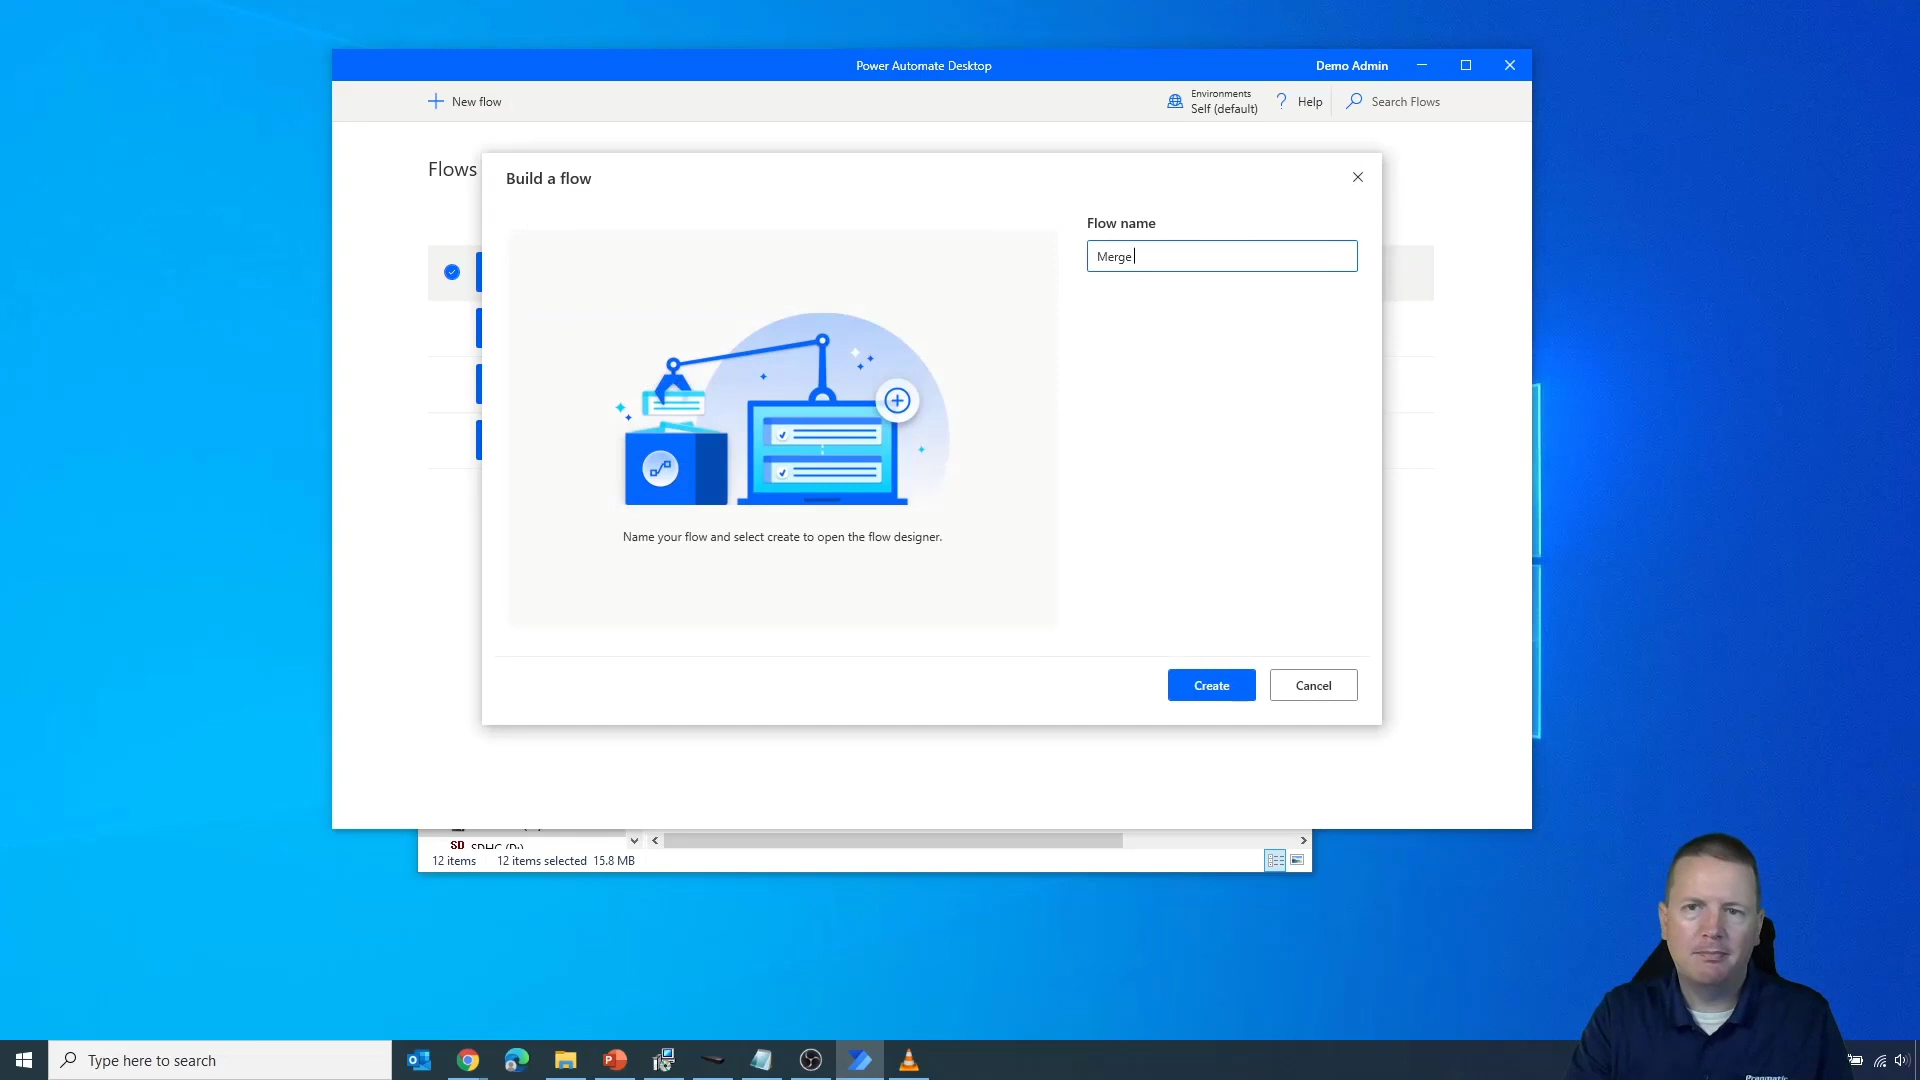 Power Automate Desktop
Demo Admin
New flow
Environments
Self (default)
Help
Search Flows
Flows
Build a flow
Flow name
Merge
Name your flow and select create to open the flow designer.
Create
Cancel
SDHC (D:)
12 items 12 items selected 15.8 MB
Type here to search
Pragmatic